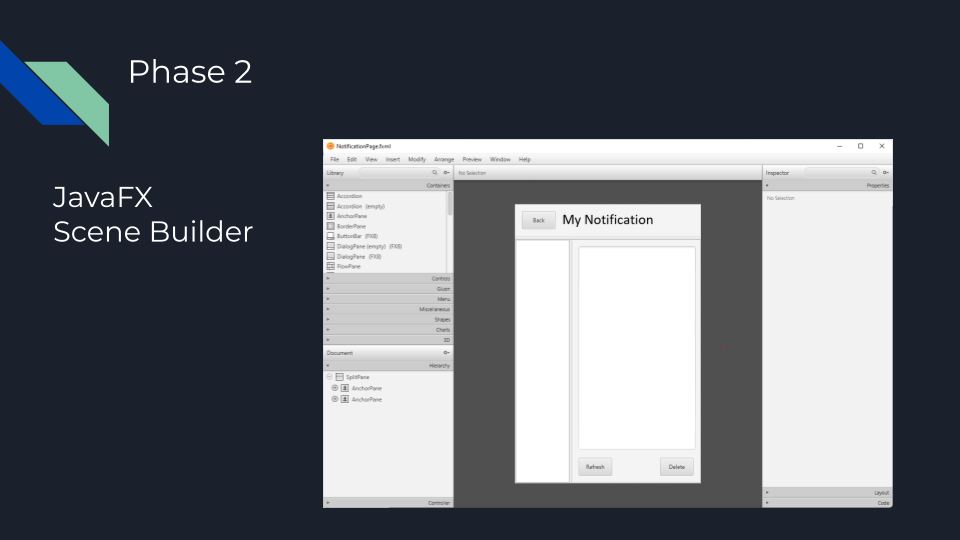 Phase 2
JavaFX
Scene Builder
NotificationPage.fxml
File Edit View Insert Modify Arrange Preview Window Help
Library
No Selection
Inspector
Containers
Properties
Accordion
No Selection
Accordion (empty)
AnchorPane
BorderPane
ButtonBar (FX8)
DialogPane (empty) (FX8)
DialogPane (FX8)
FlowPane
Controls
Gluon
Menu
Miscellaneous
Shapes
Charts
3D
Document
Hierarchy
SplitPane
AnchorPane
AnchorPane
Controller
Back My Notification
Refresh Delete
Layout
Code